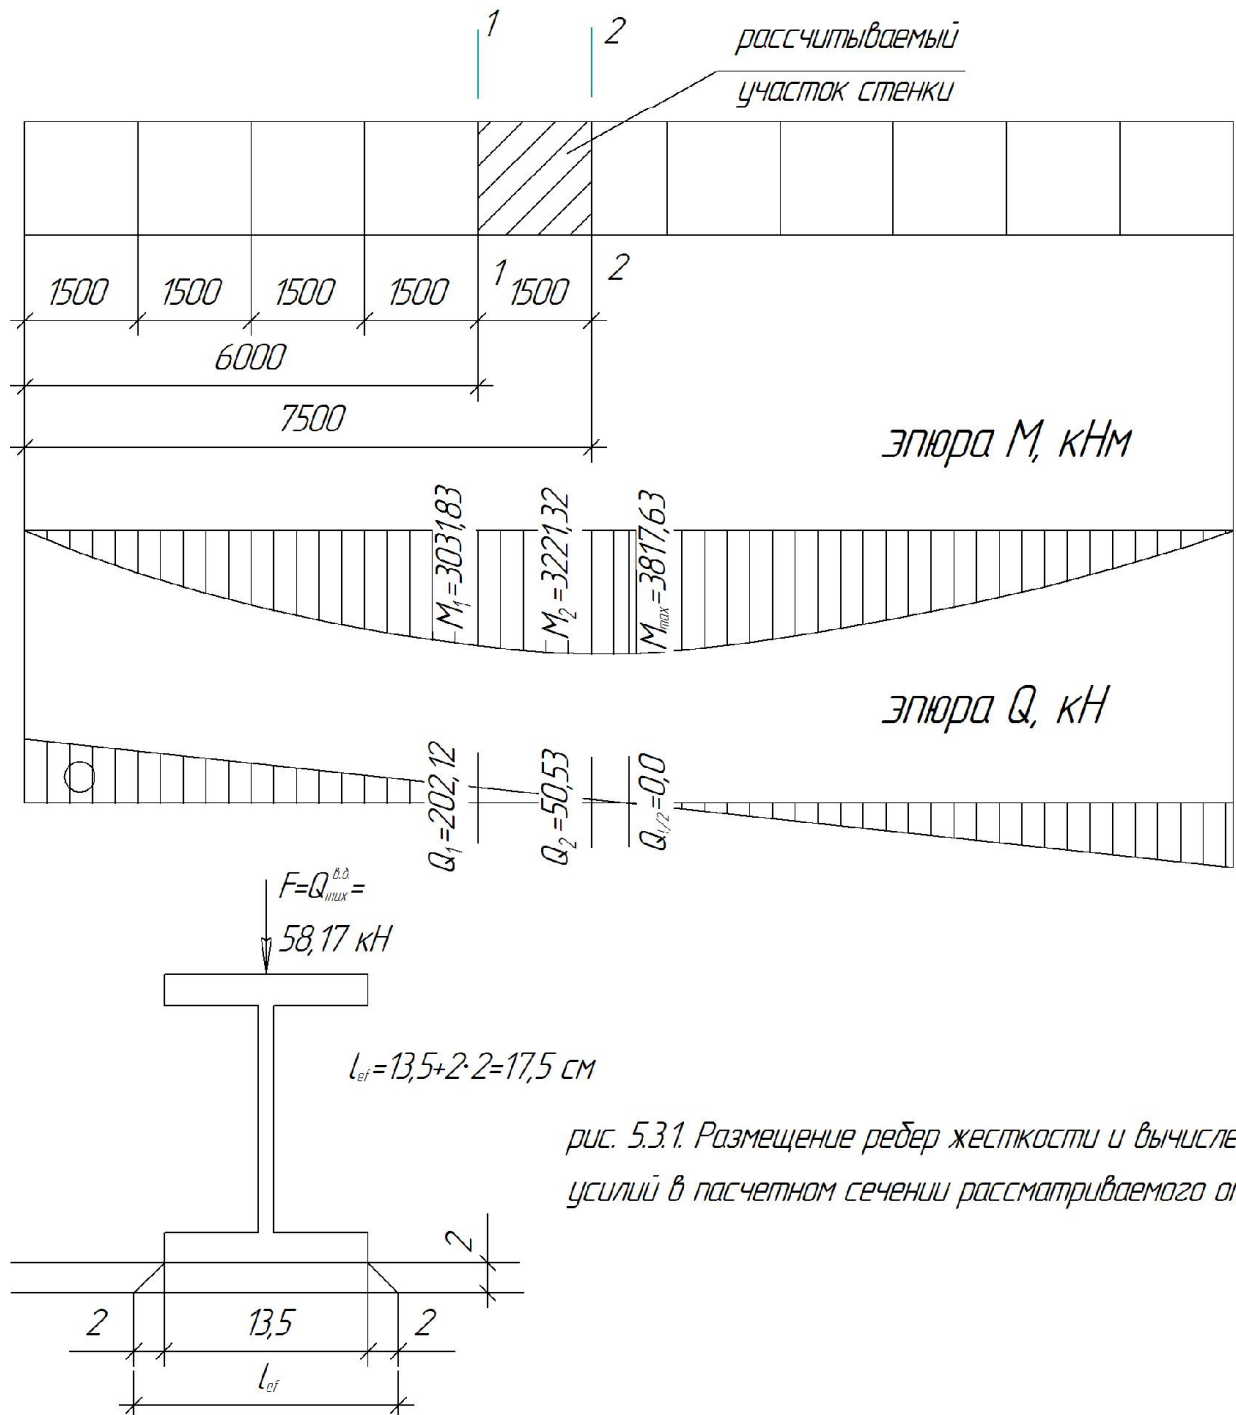 1
2
рассчитываемый
участок стенки
1
2
1500
1500
1500
1500
1500
6000
7500
эпюра М, кНм
M₁=3031,83
M₂=3221,32
Mmax=3817,63
эпюра Q, кН
Q₁=202,12
Q₂=50,53
=0,0
F=Qmax в.д.=
58,17 кН
lef=13,5+2·2=17,5 см
рис. 5.3.1. Размещение ребер жесткости и вычисле
усилий в пасчетном сечении рассматриваемого от
2
2
13,5
2
lef